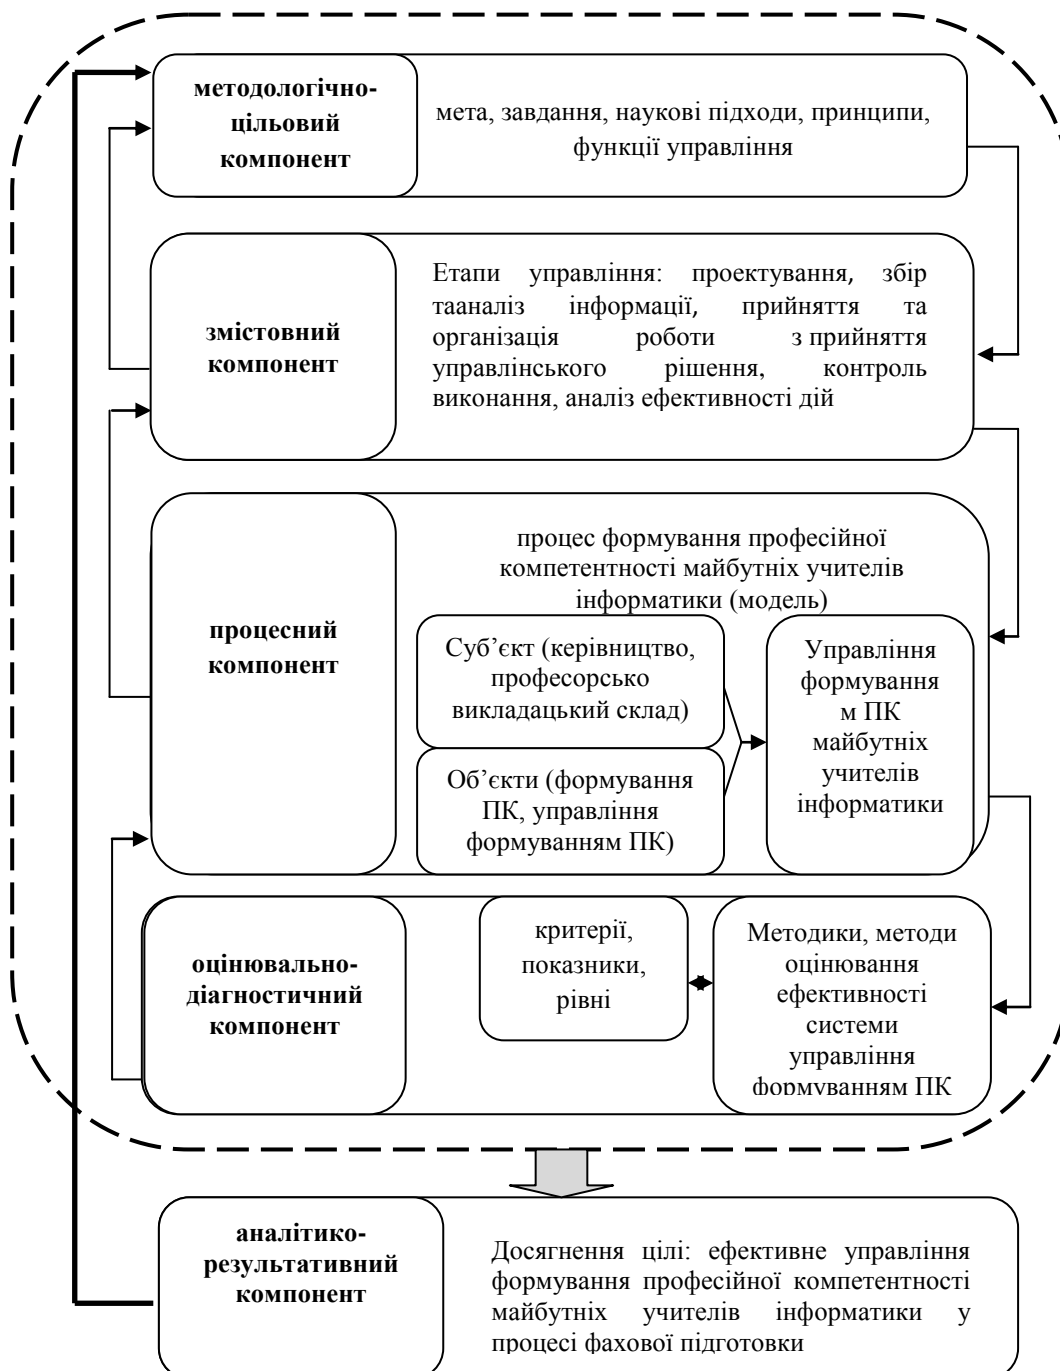 методологічно-
цільовий
компонент
мета, завдання, наукові підходи, принципи,
функції управління
змістовний
компонент
Етапи управління: проектування, збір
тааналіз інформації, прийняття та
організація роботи з прийняття
управлінського рішення, контроль
виконання, аналіз ефективності дій
процесний
компонент
процес формування професійної
компетентності майбутніх учителів
інформатики (модель)
Суб’єкт (керівництво,
професорсько
викладацький склад)
Об’єкти (формування
ПК, управління
формуванням ПК)
Управління
формування
м ПК
майбутніх
учителів
інформатики
оцінювально-
діагностичний
компонент
критерії,
показники,
рівні
Методики, методи
оцінювання
ефективності
системи
управління
формуванням ПК
аналітико-
результативний
компонент
Досягнення цілі: ефективне управління
формування професійної компетентності
майбутніх учителів інформатики у
процесі фахової підготовки